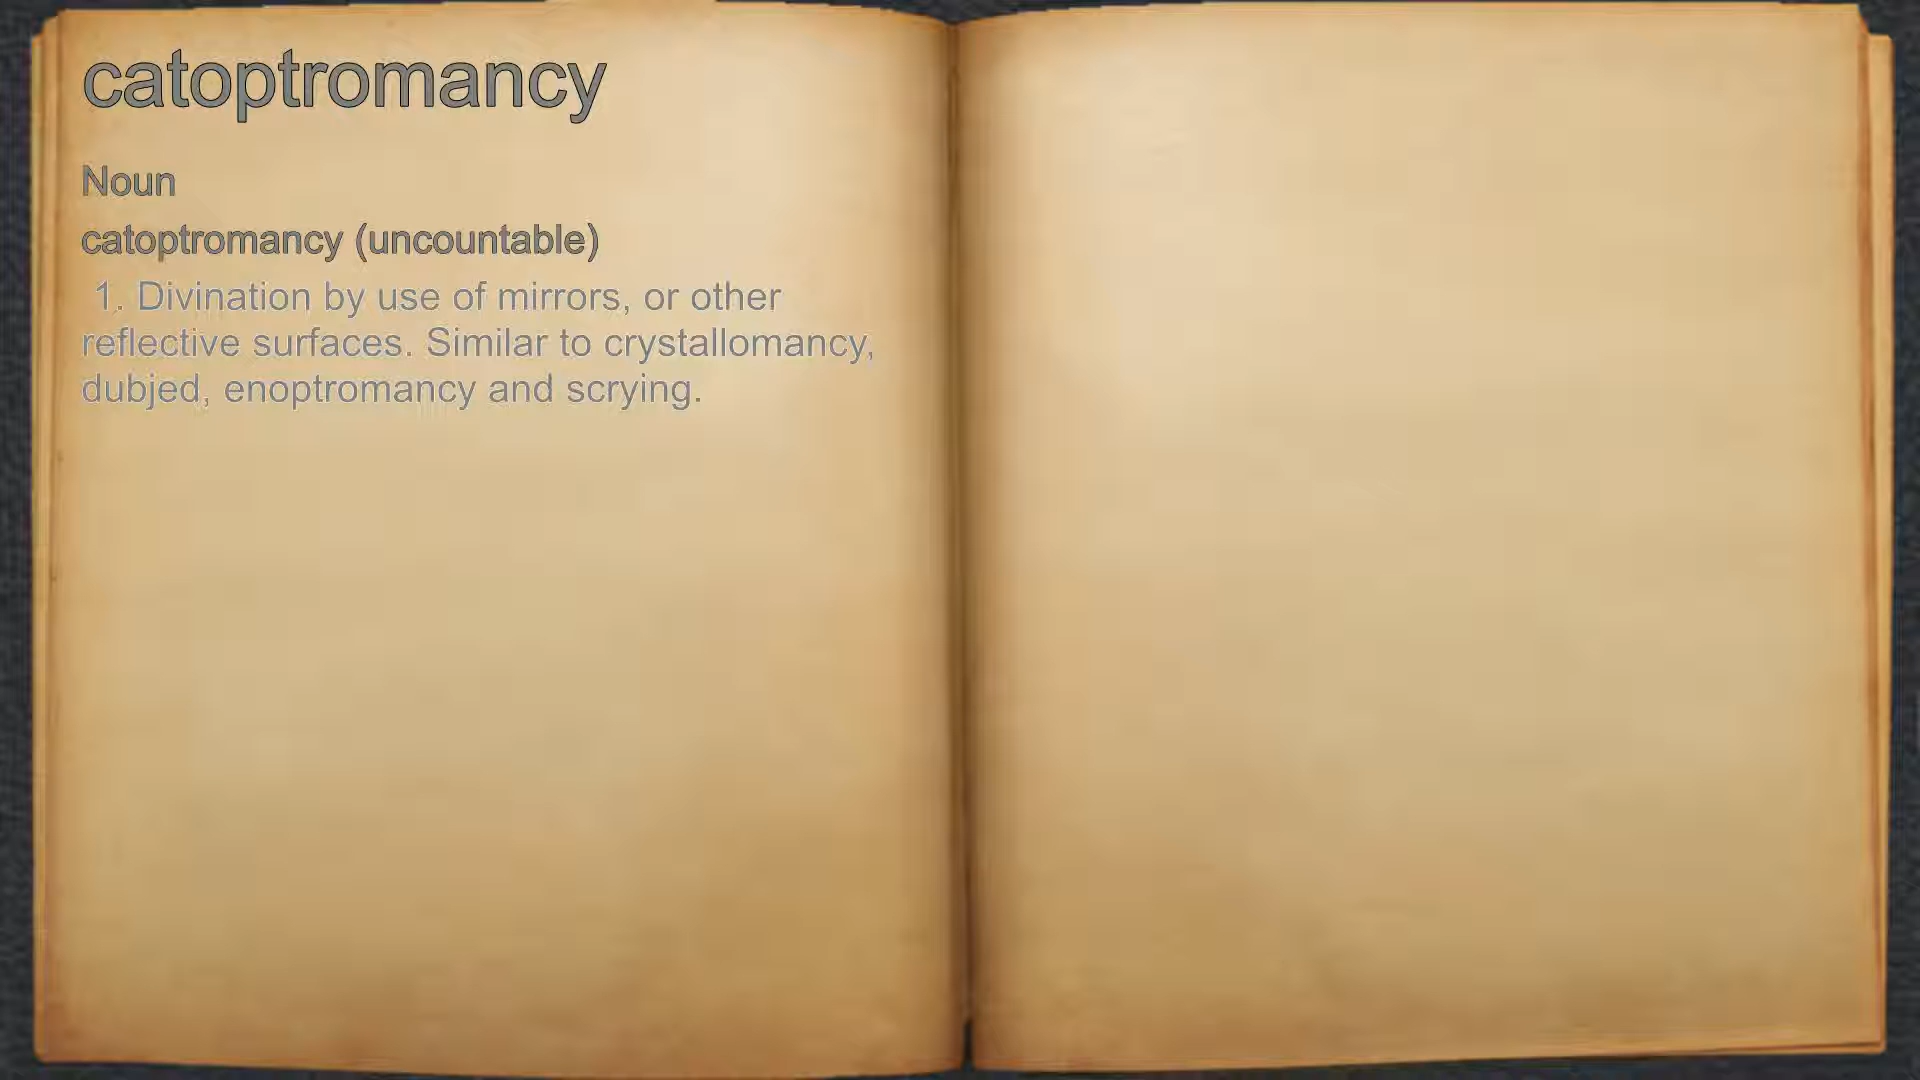 catoptromancy
Noun
catoptromancy (uncountable)
1. Divination by use of mirrors, or other
reflective surfaces. Similar to crystallomancy,
dubjed, enoptromancy and scrying.